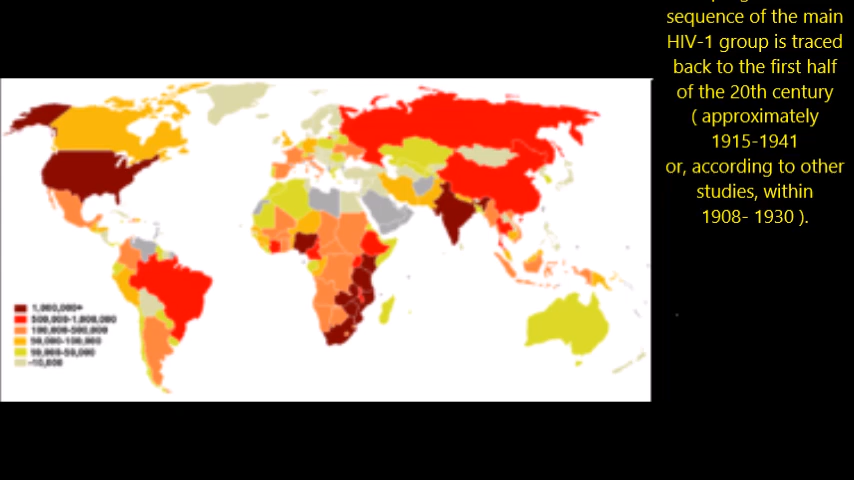 sequence of the main
HIV-1 group is traced
back to the first half
of the 20th century
( approximately
1915-1941
or, according to other
studies, within
1908- 1930 ).
1,000,000+
500,000-1,000,000
100,000-500,000
50,000-100,000
10,000-50,000
-10,000